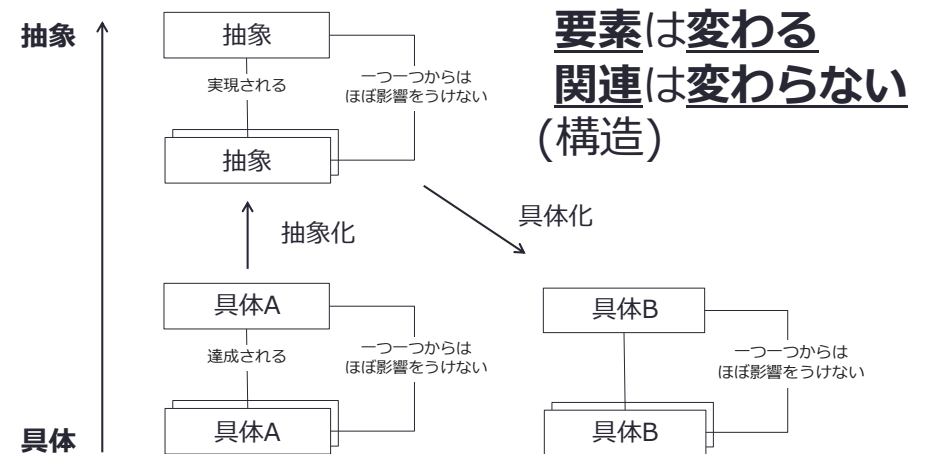 抽象
要素は変わる
関連は変わらない
(構造)
抽象
実現される
一つ一つからは
ほぼ影響をうけない
抽象
抽象化
具体化
具体A
達成される
一つ一つからは
ほぼ影響をうけない
具体A
具体B
一つ一つからは
ほぼ影響をうけない
具体B
具体